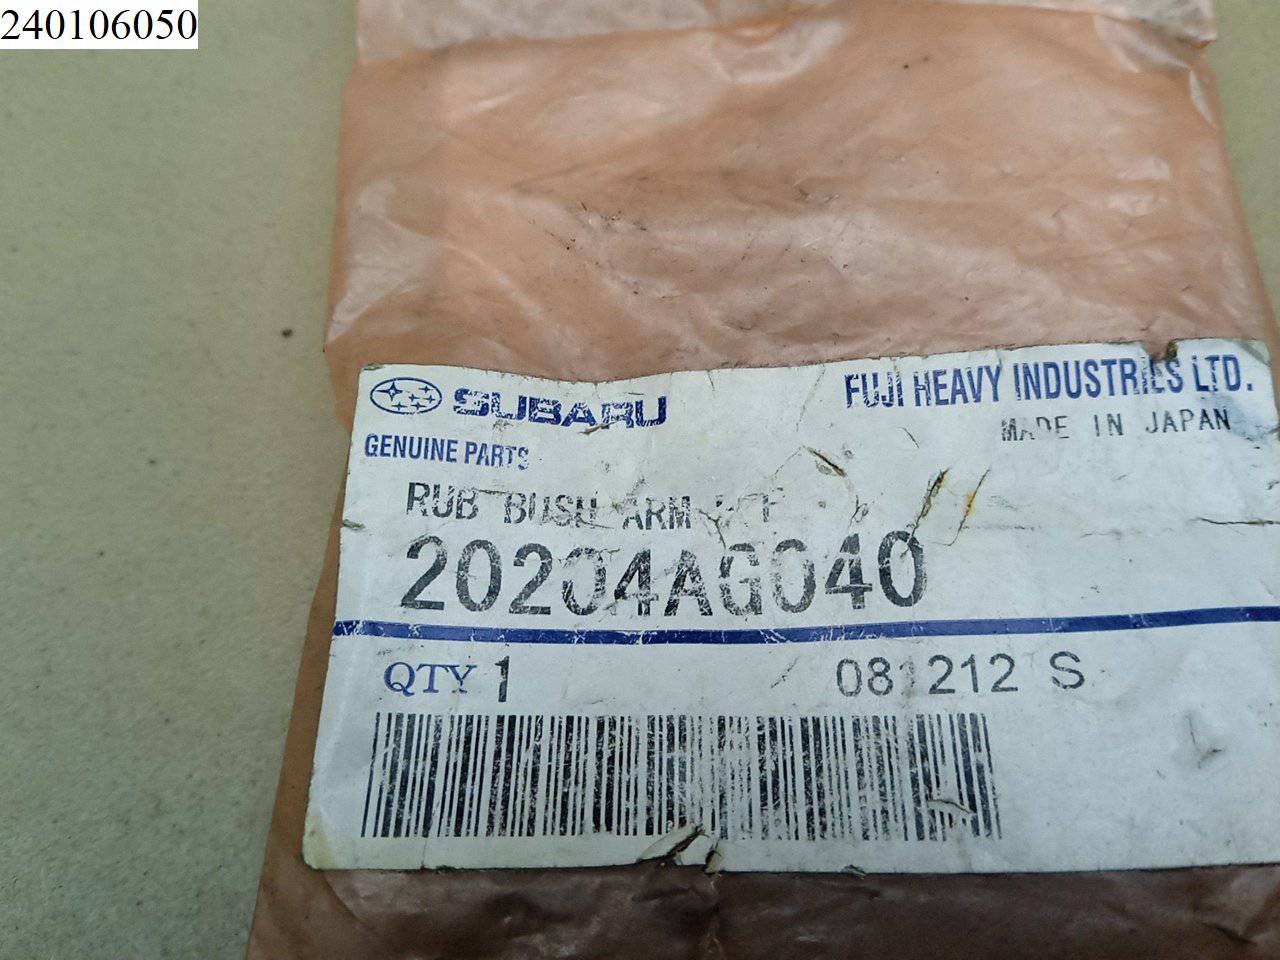 240106050
SUBARU
FUJI HEAVY INDUSTRIES LTD.
MADE IN JAPAN
GENUINE PARTS
RUB BUSH ARM
20204AG040
QTY 1
081212 S